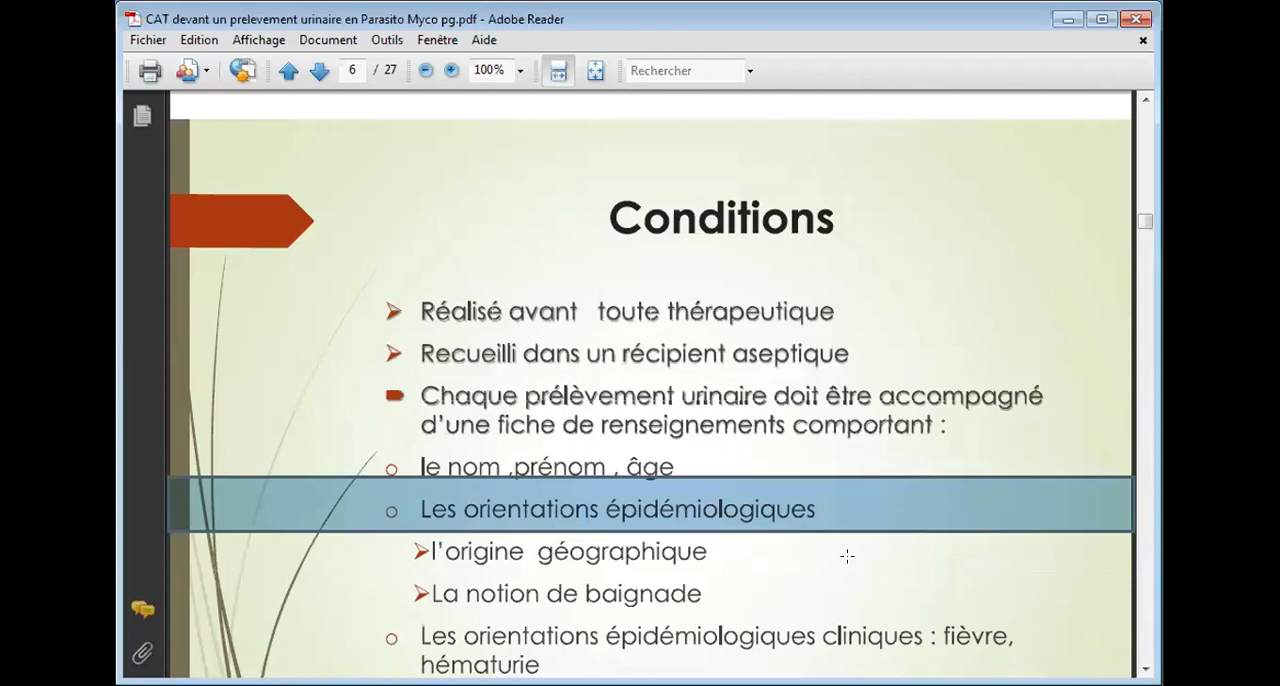 CAT devant un prelevement urinaire en Parasito Myco pg.pdf - Adobe Reader
Fichier Edition Affichage Document Outils Fenêtre Aide
6 / 27 100% Rechercher
Conditions
Réalisé avant toute thérapeutique
Recueilli dans un récipient aseptique
Chaque prélèvement urinaire doit être accompagné
d'une fiche de renseignements comportant :
le nom ,prénom , âge
Les orientations épidémiologiques
l'origine géographique
La notion de baignade
Les orientations épidémiologiques cliniques : fièvre,
hématurie